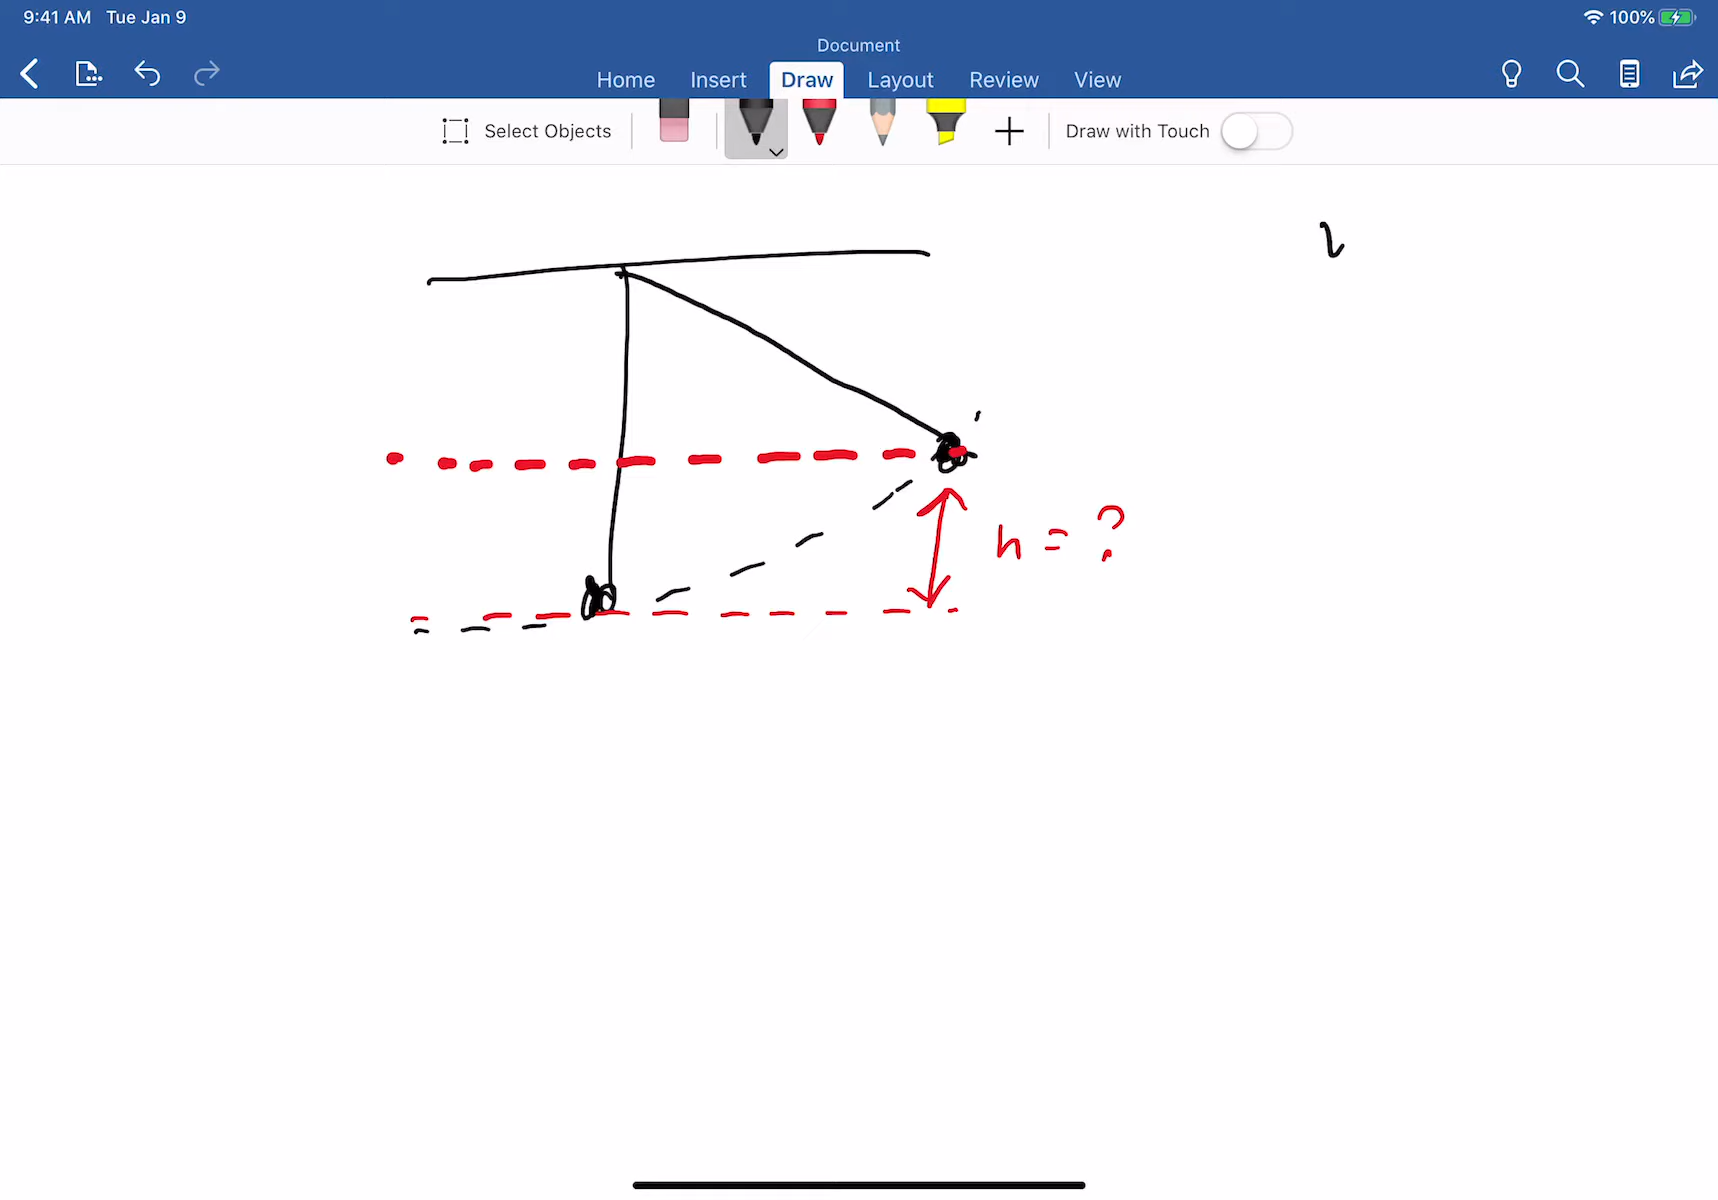 9:41 AM Tue Jan 9
100%
Document
Home Insert Draw Layout Review View
Select Objects
Draw with Touch
h = ?